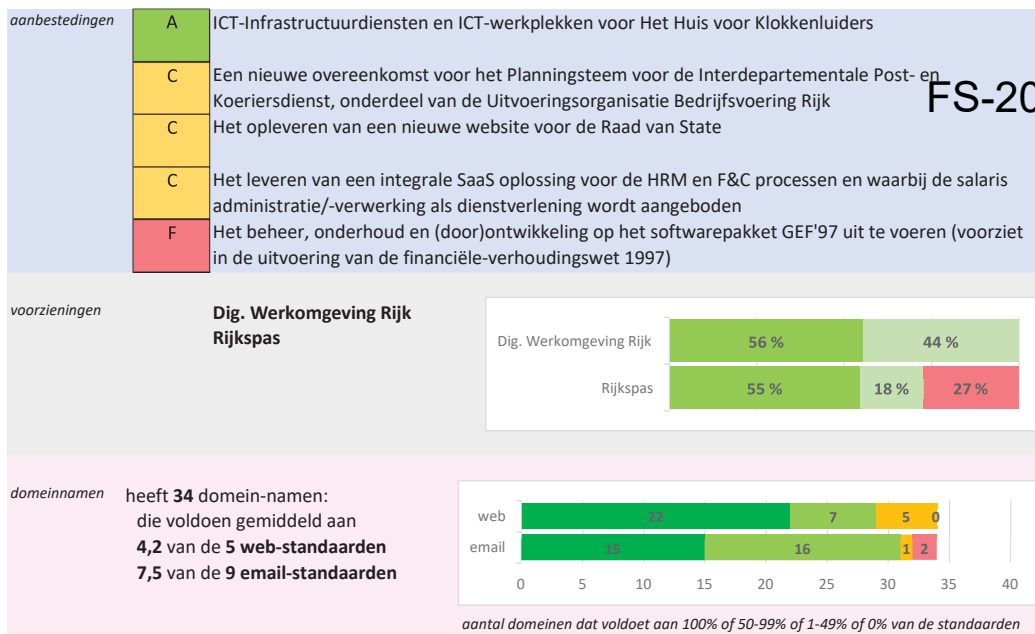 aanbestedingen
A
ICT-Infrastructuurdiensten en ICT-werkplekken voor Het Huis voor Klokkenluiders
C
Een nieuwe overeenkomst voor het Planningsteem voor de Interdepartementale Post- en
Koeriersdienst, onderdeel van de Uitvoeringsorganisatie Bedrijfsvoering Rijk
FS-20
C
Het opleveren van een nieuwe website voor de Raad van State
C
Het leveren van een integrale SaaS oplossing voor de HRM en F&C processen en waarbij de salaris
administratie/-verwerking als dienstverlening wordt aangeboden
F
Het beheer, onderhoud en (door)ontwikkeling op het softwarepakket GEF'97 uit te voeren (voorziet
in de uitvoering van de financiële-verhoudingswet 1997)
voorzieningen
Dig. Werkomgeving Rijk
Rijkspas
Dig. Werkomgeving Rijk 56 % 44 %
Rijkspas 55 % 18 % 27 %
domeinnamen
heeft 34 domein-namen:
die voldoen gemiddeld aan
4,2 van de 5 web-standaarden
7,5 van de 9 email-standaarden
web 22 7 5 0
email 15 16 1 2
0 5 10 15 20 25 30 35 40
aantal domeinen dat voldoet aan 100% of 50-99% of 1-49% of 0% van de standaarden